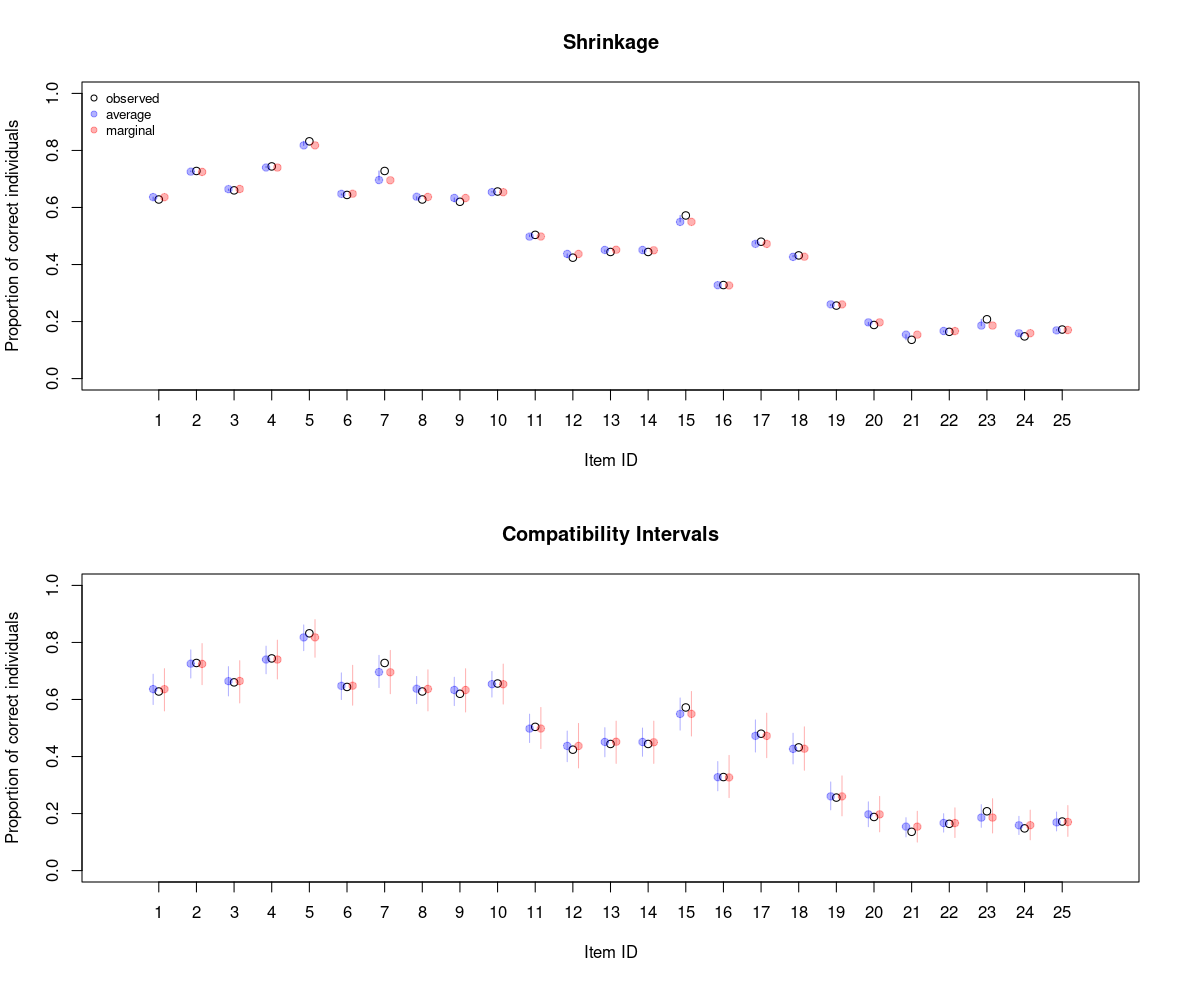 Shrinkage
Proportion of correct individuals
0.0 0.2 0.4 0.6 0.8 1.0
observed
average
marginal
1 2 3 4 5 6 7 8 9 10 11 12 13 14 15 16 17 18 19 20 21 22 23 24 25
Item ID
Compatibility Intervals
Proportion of correct individuals
0.0 0.2 0.4 0.6 0.8 1.0
1 2 3 4 5 6 7 8 9 10 11 12 13 14 15 16 17 18 19 20 21 22 23 24 25
Item ID